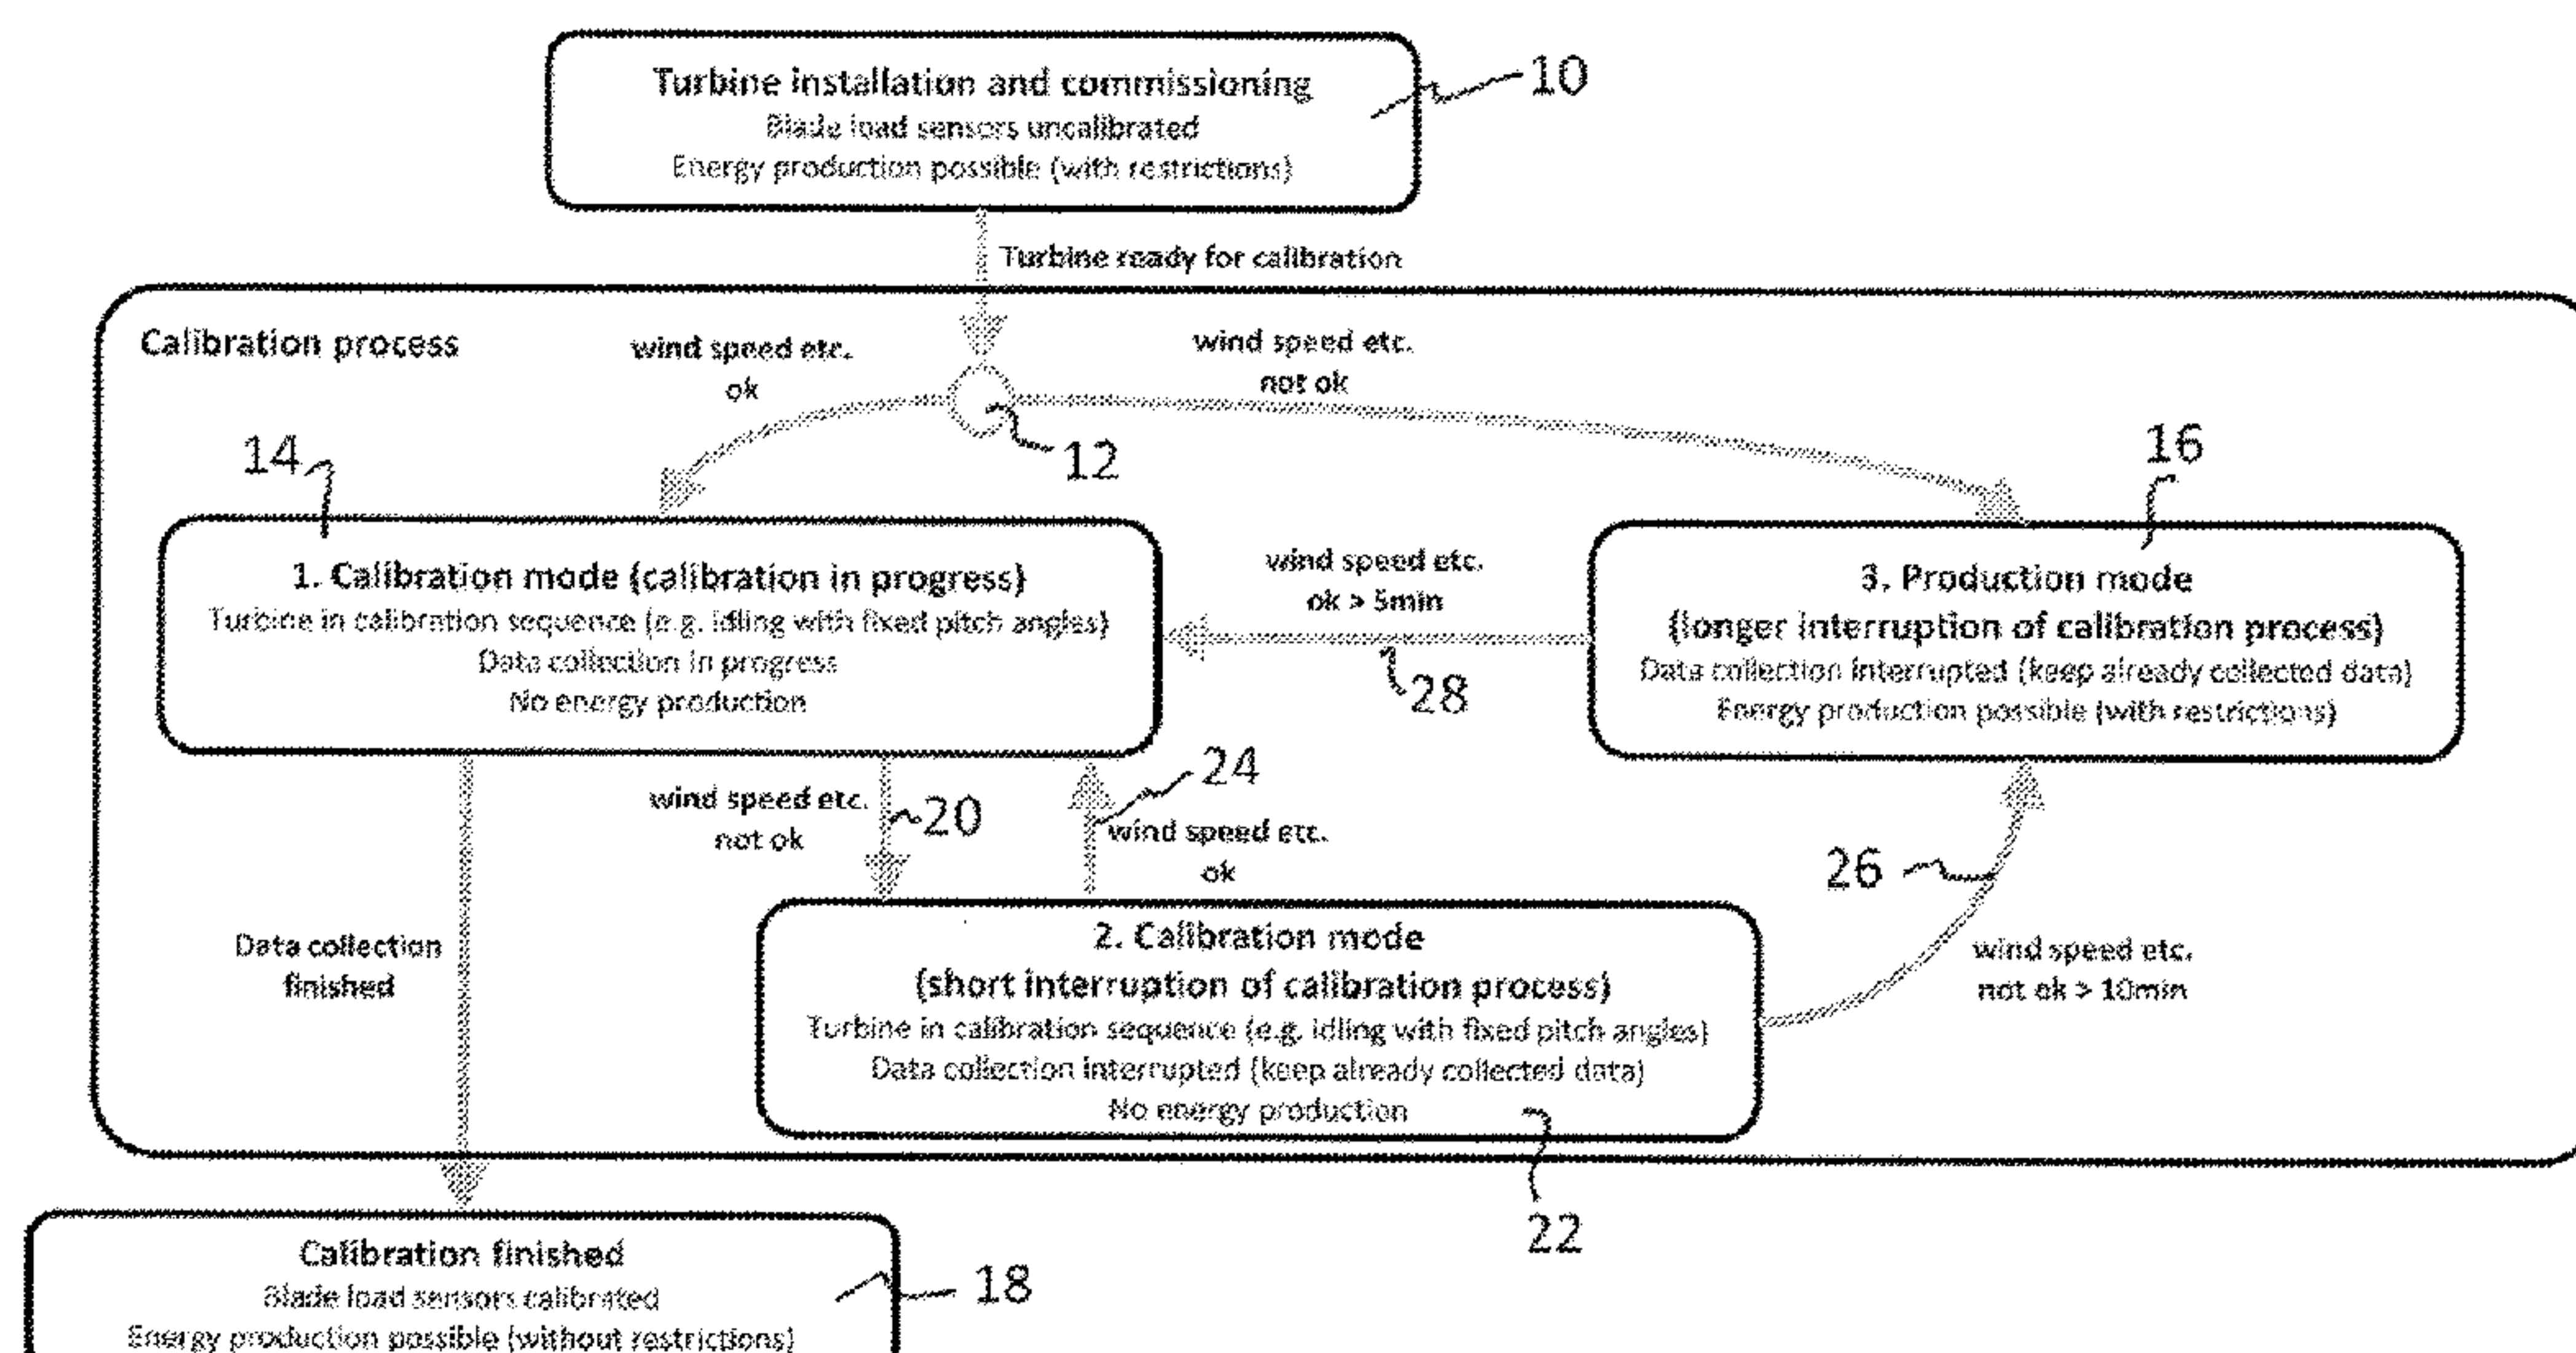 Turbine installation and commissioning
10
Blade load sensors uncalibrated
Energy production possible (with restrictions)
Turbine ready for calibration
Calibration process
wind speed etc.
ok
wind speed etc.
not ok
12
14
16
1. Calibration mode (calibration in progress)
Turbine in calibration sequence (e.g. idling with fixed pitch angles)
Data collection in progress
No energy production
wind speed etc.
ok > 5min
28
3. Production mode
(longer interruption of calibration process)
Data collection interrupted (keep already collected data)
Energy production possible (with restrictions)
wind speed etc.
not ok
20
24
wind speed etc.
ok
26
wind speed etc.
not ok > 10min
Data collection
finished
2. Calibration mode
(short interruption of calibration process)
Turbine in calibration sequence (e.g. idling with fixed pitch angles)
Data collection interrupted (keep already collected data)
No energy production
22
Calibration finished
18
Blade load sensors calibrated
Energy production possible (without restrictions)